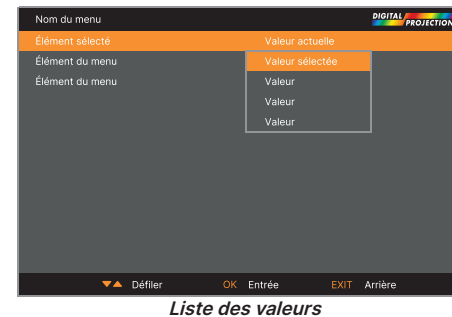 Nom du menu
DIGITAL PROJECTION
Élément sélecté Valeur actuelle
Élément du menu Valeur sélectée
Élément du menu Valeur
Valeur
Valeur
▼▲ Défiler OK Entrée EXIT Arrière
Liste des valeurs